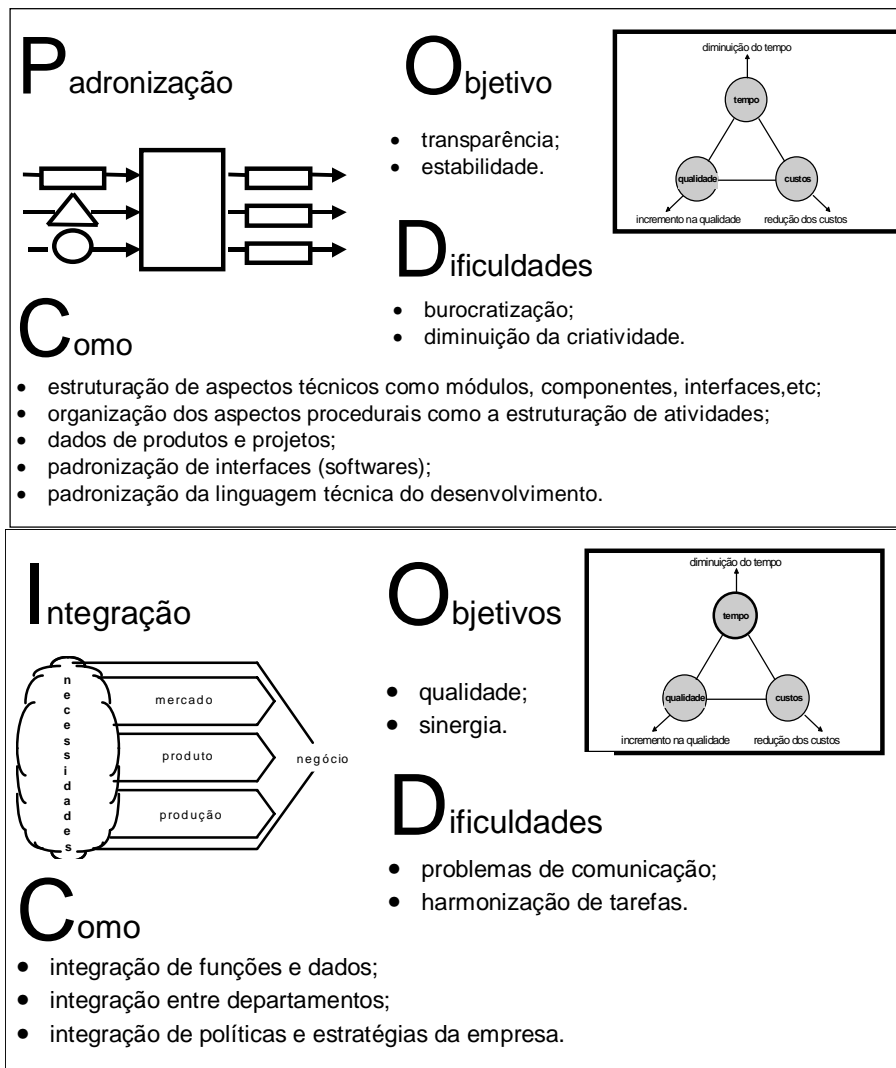 Padronização
Objetivo
• transparência;
• estabilidade.
diminuição do tempo
tempo
qualidade
custos
incremento na qualidade
redução dos custos
Dificuldades
• burocratização;
• diminuição da criatividade.
Como
• estruturação de aspectos técnicos como módulos, componentes, interfaces,etc;
• organização dos aspectos procedurais como a estruturação de atividades;
• dados de produtos e projetos;
• padronização de interfaces (softwares);
• padronização da linguagem técnica do desenvolvimento.
Integração
necessidades
mercado
produto
produção
negócio
Objetivos
• qualidade;
• sinergia.
diminuição do tempo
tempo
qualidade
custos
incremento na qualidade
redução dos custos
Dificuldades
• problemas de comunicação;
• harmonização de tarefas.
Como
• integração de funções e dados;
• integração entre departamentos;
• integração de políticas e estratégias da empresa.